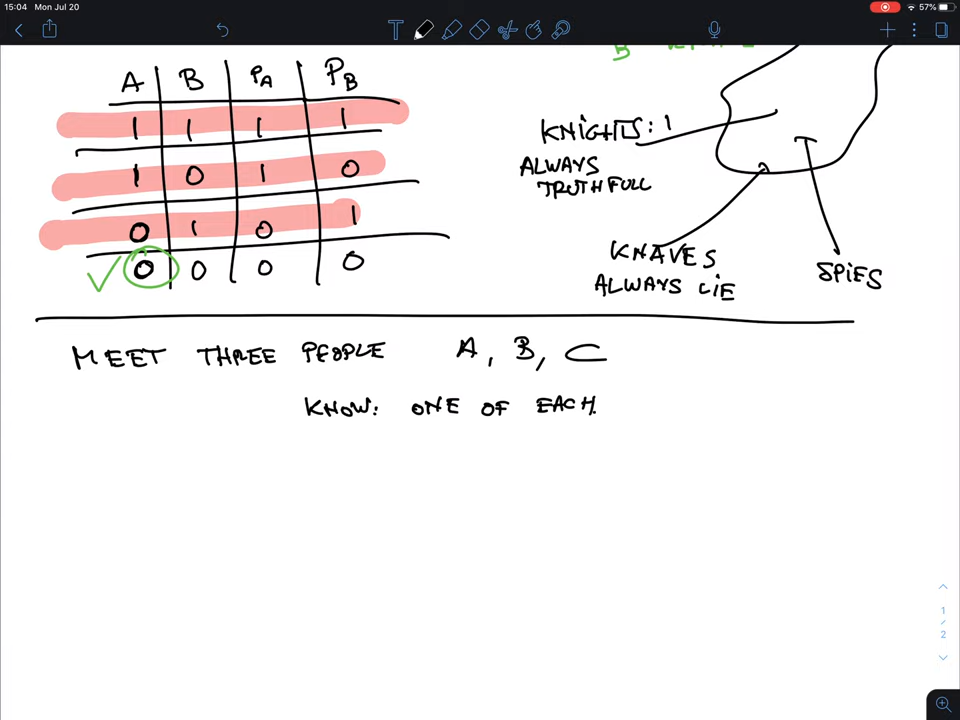 15:04 Mon Jul 20
57%
A B PA PB
1 1 1 1
1 0 1 0
0 1 0 1
✓ 0 0 0 0
KNIGHTS: 1
ALWAYS
TRUTHFULL
KNAVES
ALWAYS LIE
SPIES
MEET THREE PEOPLE A, B, C
KNOW: ONE OF EACH.
T
1
/
2